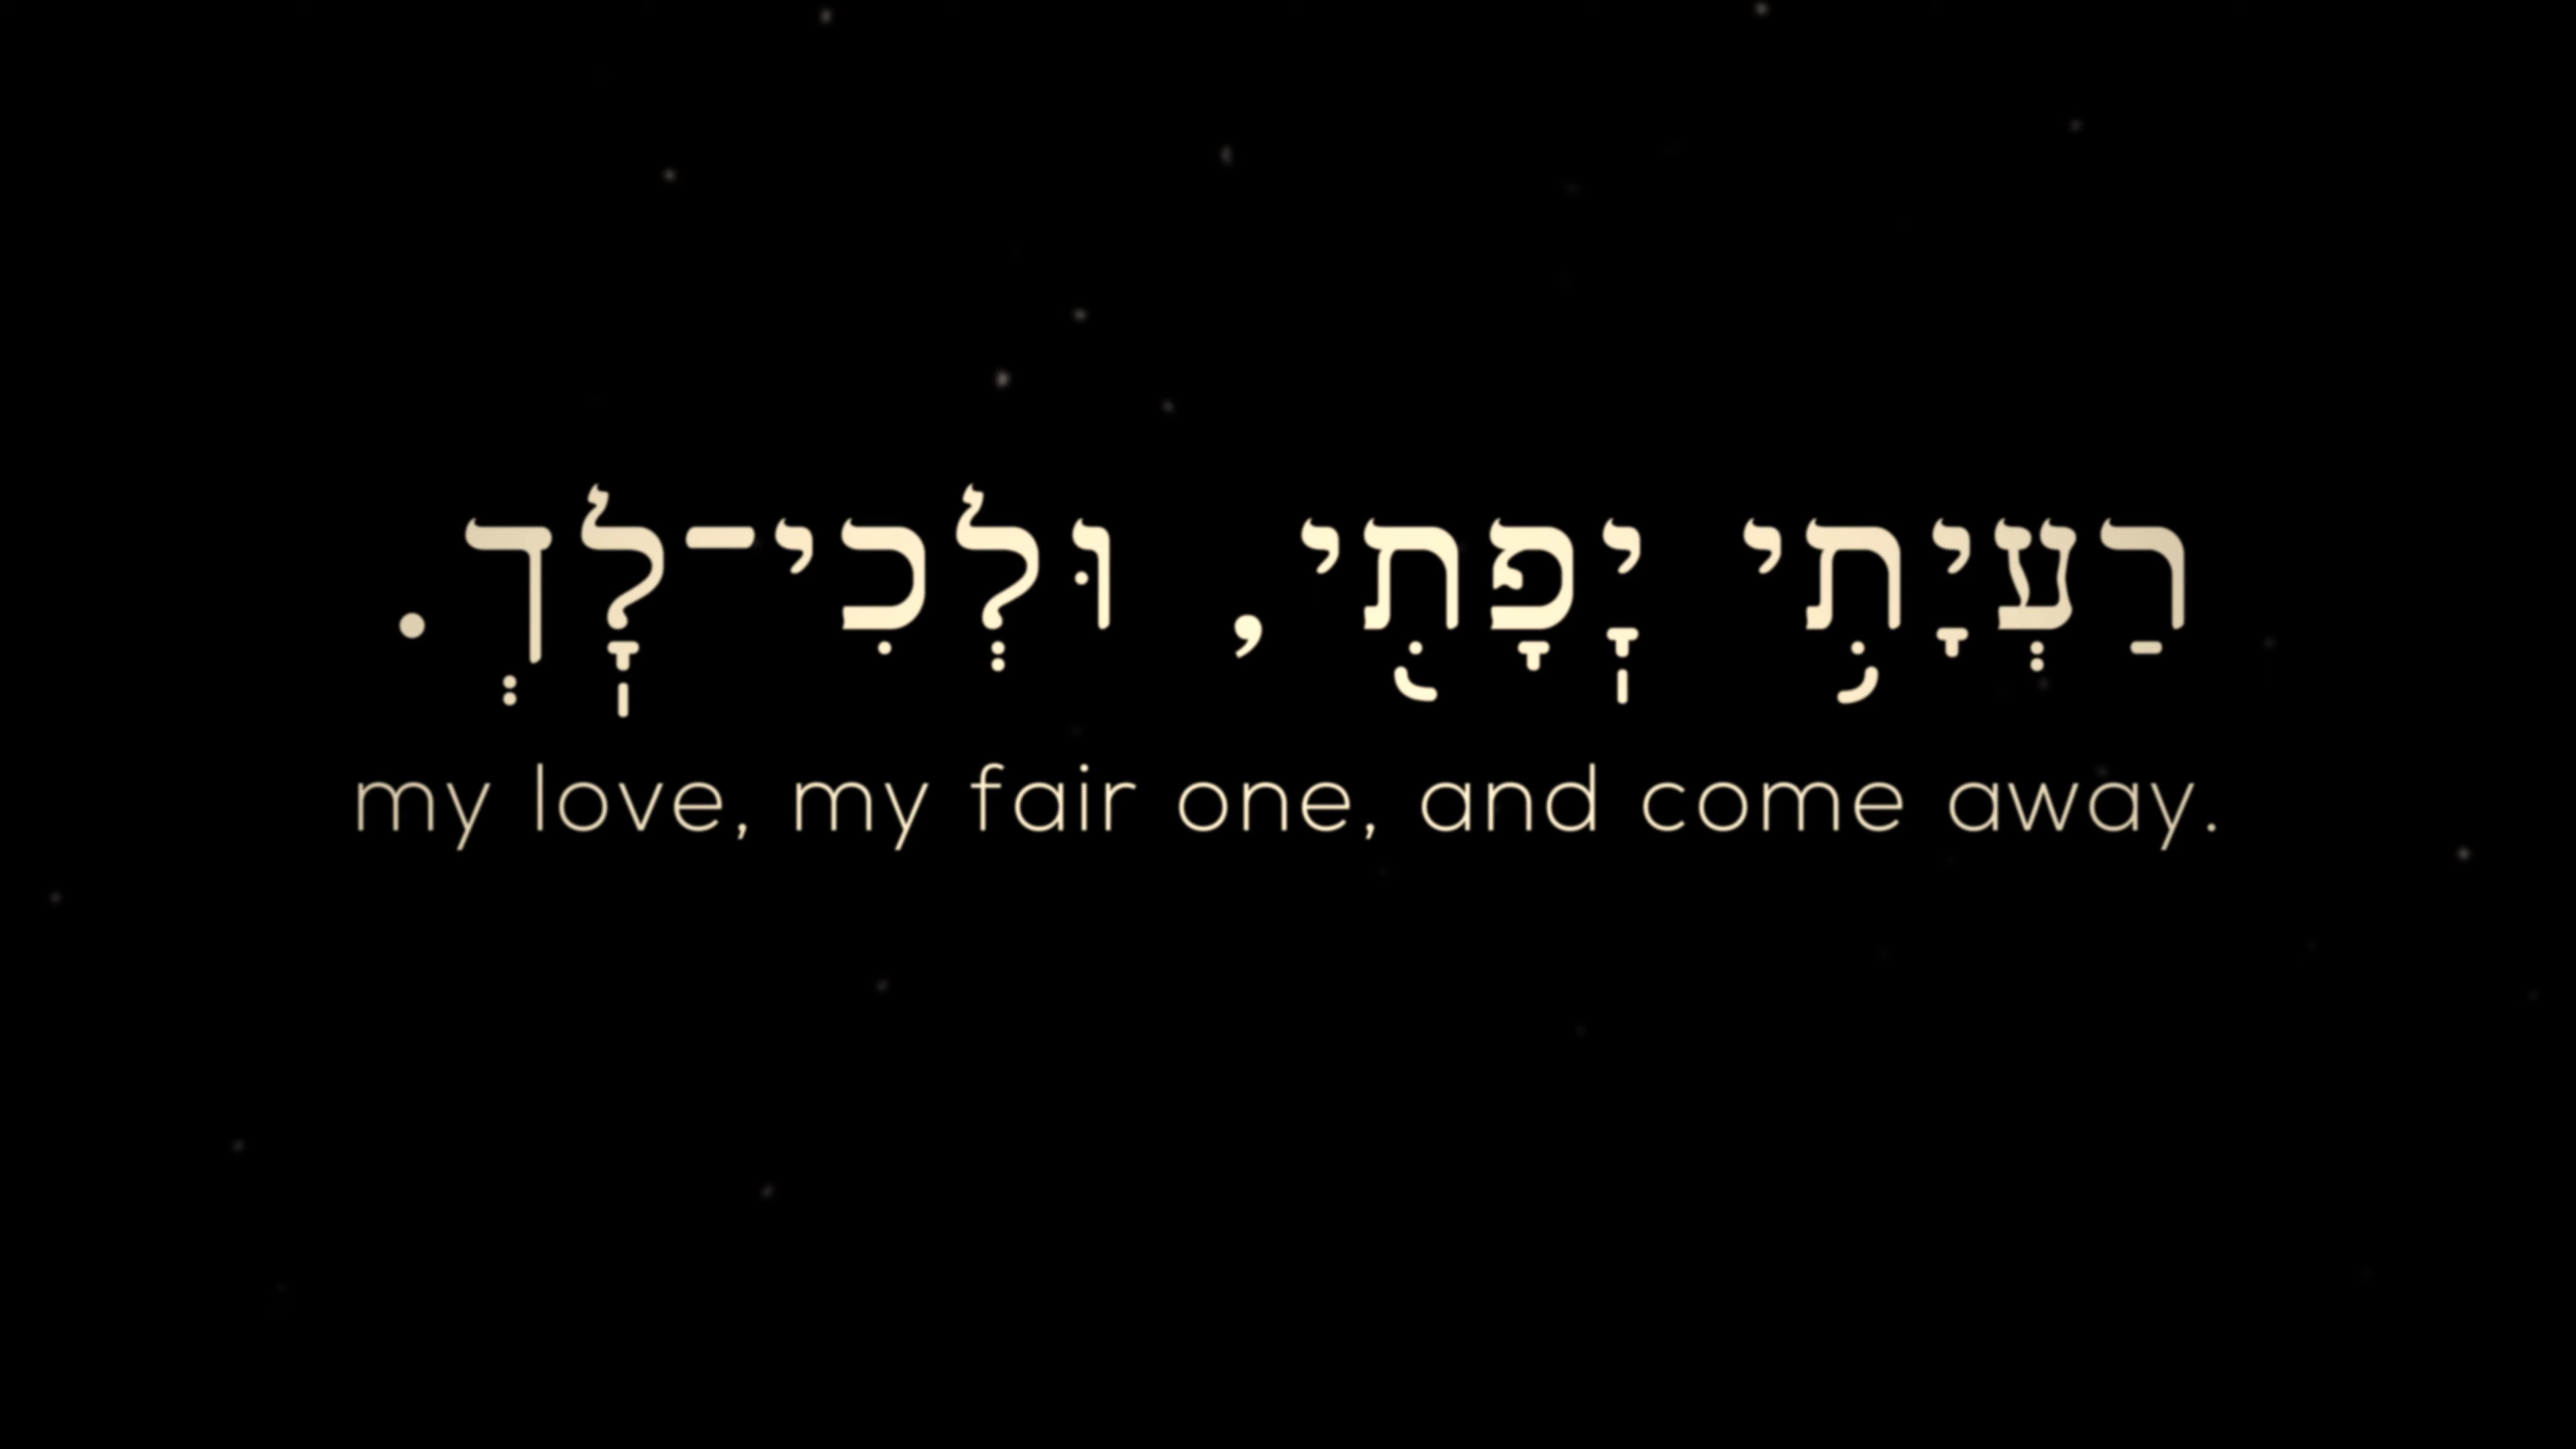 רַעְיָתִ֥י יָֽפָתִ֖י, וּלְכִי־לָֽךְ.
my love, my fair one, and come away.